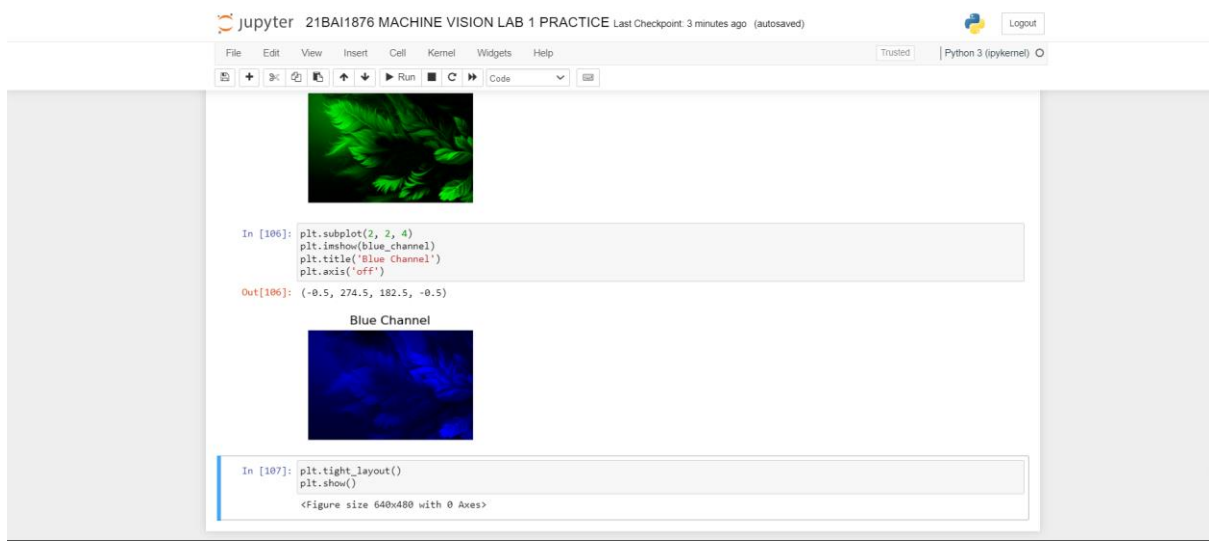 jupyter 21BAI1876 MACHINE VISION LAB 1 PRACTICE Last Checkpoint: 3 minutes ago (autosaved) Logout
File Edit View Insert Cell Kernel Widgets Help Trusted Python 3 (ipykernel)
Run Code
In [106]: plt.subplot(2, 2, 4)
plt.imshow(blue_channel)
plt.title('Blue Channel')
plt.axis('off')
Out[106]: (-0.5, 274.5, 182.5, -0.5)
Blue Channel
In [107]: plt.tight_layout()
plt.show()
<Figure size 640x480 with 0 Axes>